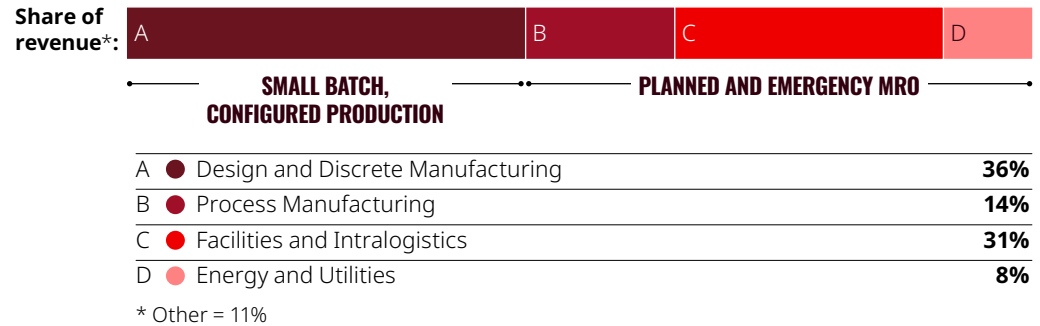 Share of
revenue*:
A
B
C
D
SMALL BATCH,
CONFIGURED PRODUCTION
PLANNED AND EMERGENCY MRO
A Design and Discrete Manufacturing 36%
B Process Manufacturing 14%
C Facilities and Intralogistics 31%
D Energy and Utilities 8%
* Other = 11%